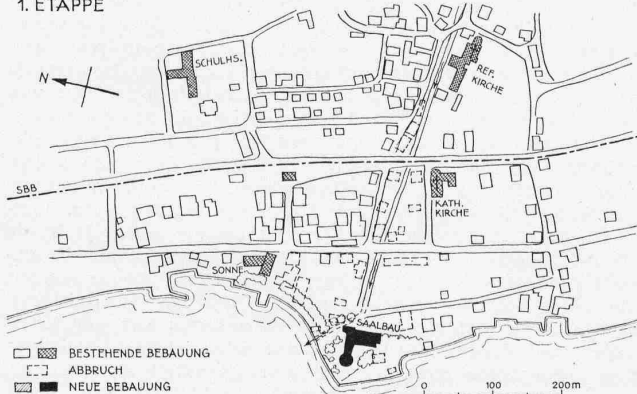 1. ETAPPE
SCHULHS.
N
REF.
KIRCHE
SBB
KATH.
KIRCHE
SONNE
SAALBAU
BESTEHENDE BEBAUUNG
ABBRUCH
NEUE BEBAUUNG
0 100 200m